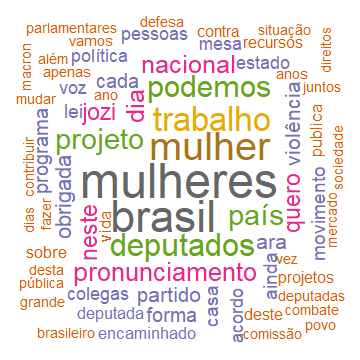 parlamentares defesa situação
vamos pessoas contra recursos
macron além política mesa direitos
apenas nacional estado
voz cada podemos anos juntos
mudar ano dia
lei jozi trabalho violência
programa projeto mulher publica sociedade
contribuir mulheres
fazer obrigada brasil país quero movimento mercado
dias neste vida deputados ara
sobre pronunciamento ainda vez
desta projetos
pública colegas partido casa acordo deputadas
grande deputada forma deste combate
brasileiro encaminhado comissão povo